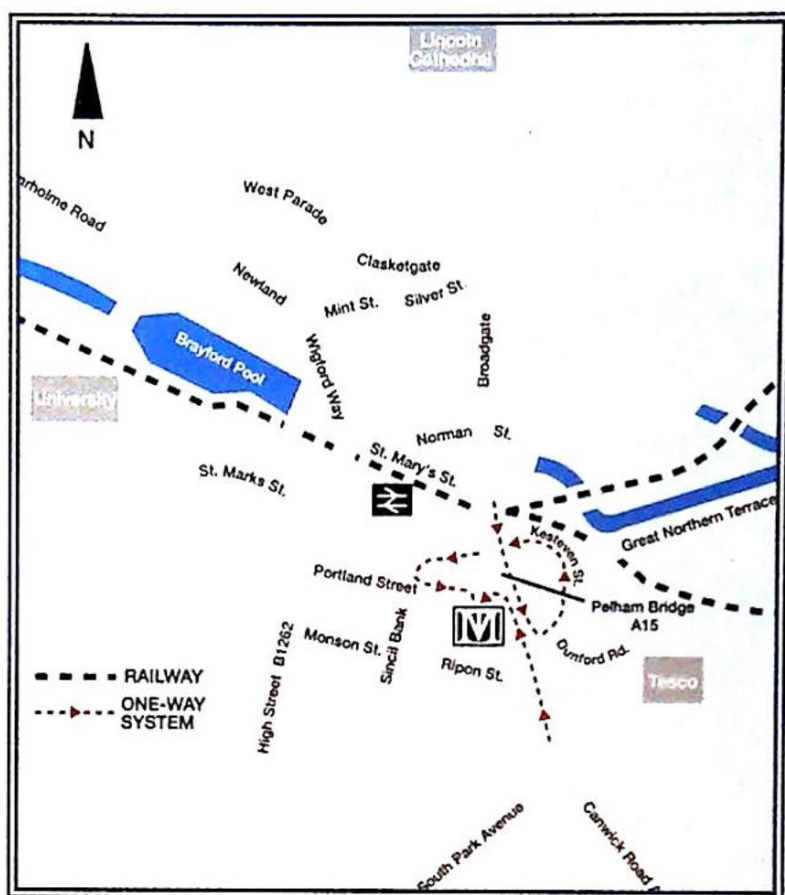 Lincoln
Cathedral
N
arholme Road
West Parade
Clasketgate
Newland
Mint St.
Silver St.
Wigford Way
Brayford Pool
Broadgate
University
Norman St.
St. Mary's St.
St. Marks St.
Great Northern Terrace
Kesteven St.
Portland Street
Pelham Bridge
A15
M
Monson St.
Sincil Bank
Ripon St.
Dunford Rd.
Tesco
High Street B1262
RAILWAY
ONE-WAY
SYSTEM
South Park Avenue
Canwick Road